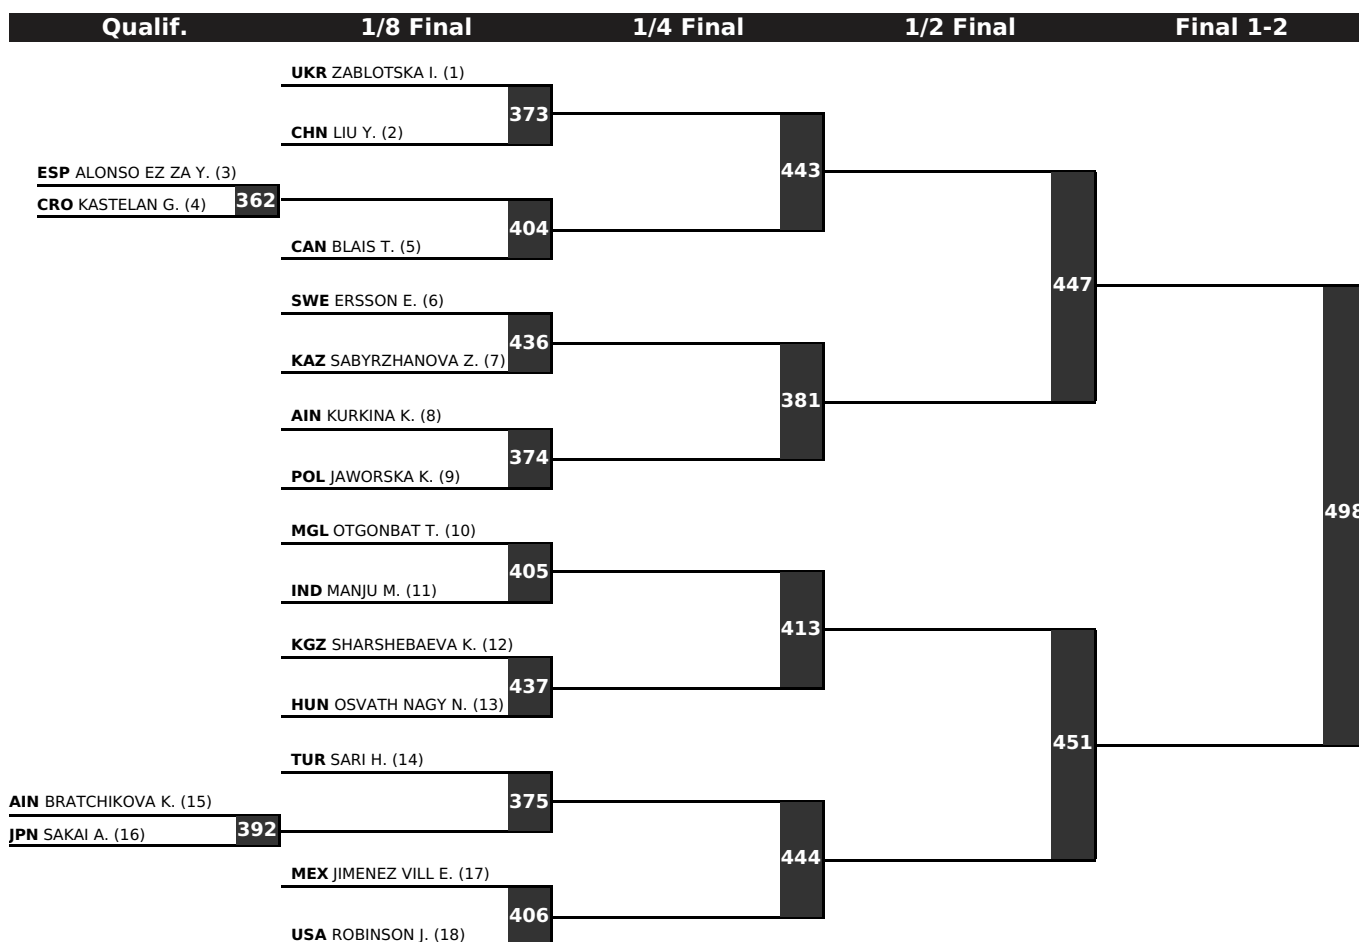 Qualif. 1/8 Final 1/4 Final 1/2 Final Final 1-2
UKR ZABLOTSKA I. (1)
373
CHN LIU Y. (2)
443
ESP ALONSO EZ ZA Y. (3)
362
CRO KASTELAN G. (4)
404
CAN BLAIS T. (5)
447
SWE ERSSON E. (6)
436
KAZ SABYRZHANOVA Z. (7)
381
AIN KURKINA K. (8)
374
POL JAWORSKA K. (9)
498
MGL OTGONBAT T. (10)
405
IND MANJU M. (11)
413
KGZ SHARSHEBAEVA K. (12)
437
HUN OSVATH NAGY N. (13)
451
TUR SARI H. (14)
375
AIN BRATCHIKOVA K. (15)
392
JPN SAKAI A. (16)
444
MEX JIMENEZ VILL E. (17)
406
USA ROBINSON J. (18)